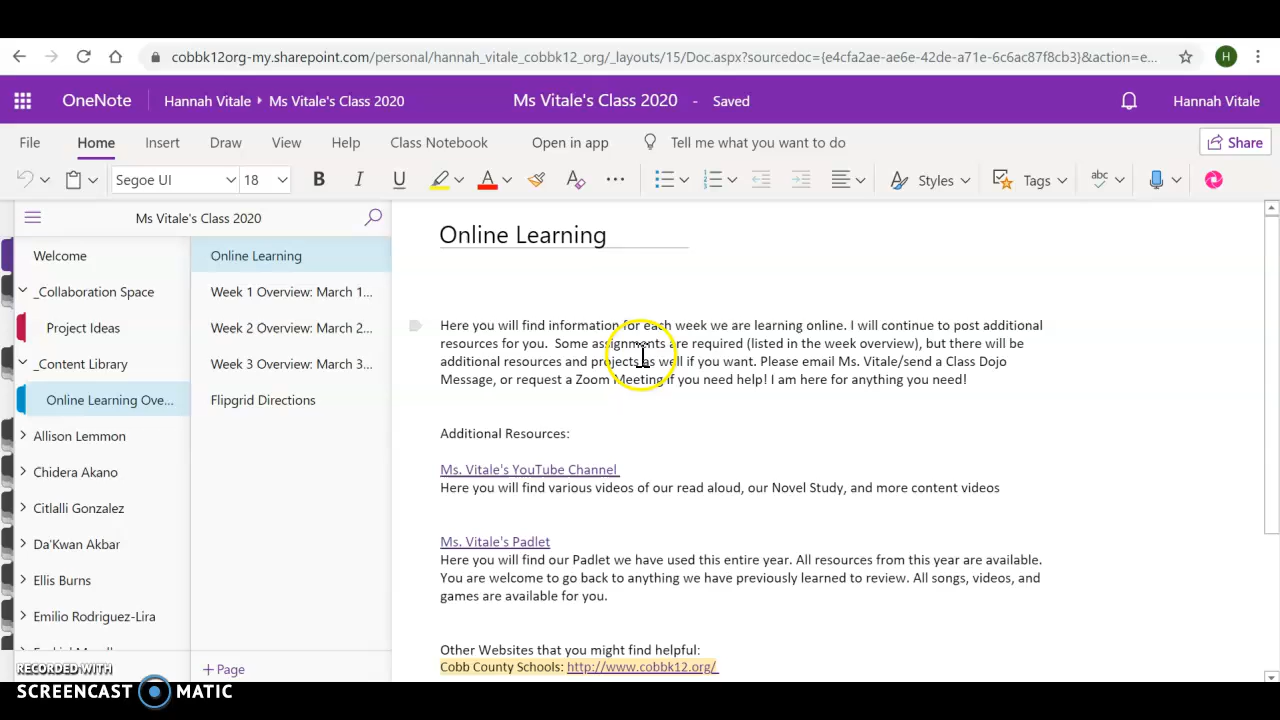 cobbk12org-my.sharepoint.com/personal/hannah_vitale_cobbk12_org/_layouts/15/Doc.aspx?sourcedoc={e4cfa2ae-ae6e-42de-a71e-6c6ac87f8cb3}&action=e...
H
OneNote Hannah Vitale Ms Vitale's Class 2020 Ms Vitale's Class 2020 - Saved Hannah Vitale
File Home Insert Draw View Help Class Notebook Open in app Tell me what you want to do Share
Segoe UI 18 B I U A Styles Tags abc
Ms Vitale's Class 2020
Welcome
_Collaboration Space
Project Ideas
_Content Library
Online Learning Ove...
Allison Lemmon
Chidera Akano
Citlalli Gonzalez
Da'Kwan Akbar
Ellis Burns
Emilio Rodriguez-Lira
Online Learning
Week 1 Overview: March 1...
Week 2 Overview: March 2...
Week 3 Overview: March 3...
Flipgrid Directions
+ Page
Online Learning
Here you will find information for each week we are learning online. I will continue to post additional
resources for you. Some assignments are required (listed in the week overview), but there will be
additional resources and projects as well if you want. Please email Ms. Vitale/send a Class Dojo
Message, or request a Zoom Meeting if you need help! I am here for anything you need!
Additional Resources:
Ms. Vitale's YouTube Channel
Here you will find various videos of our read aloud, our Novel Study, and more content videos
Ms. Vitale's Padlet
Here you will find our Padlet we have used this entire year. All resources from this year are available.
You are welcome to go back to anything we have previously learned to review. All songs, videos, and
games are available for you.
Other Websites that you might find helpful:
Cobb County Schools: http://www.cobbk12.org/
RECORDED WITH
SCREENCAST MATIC